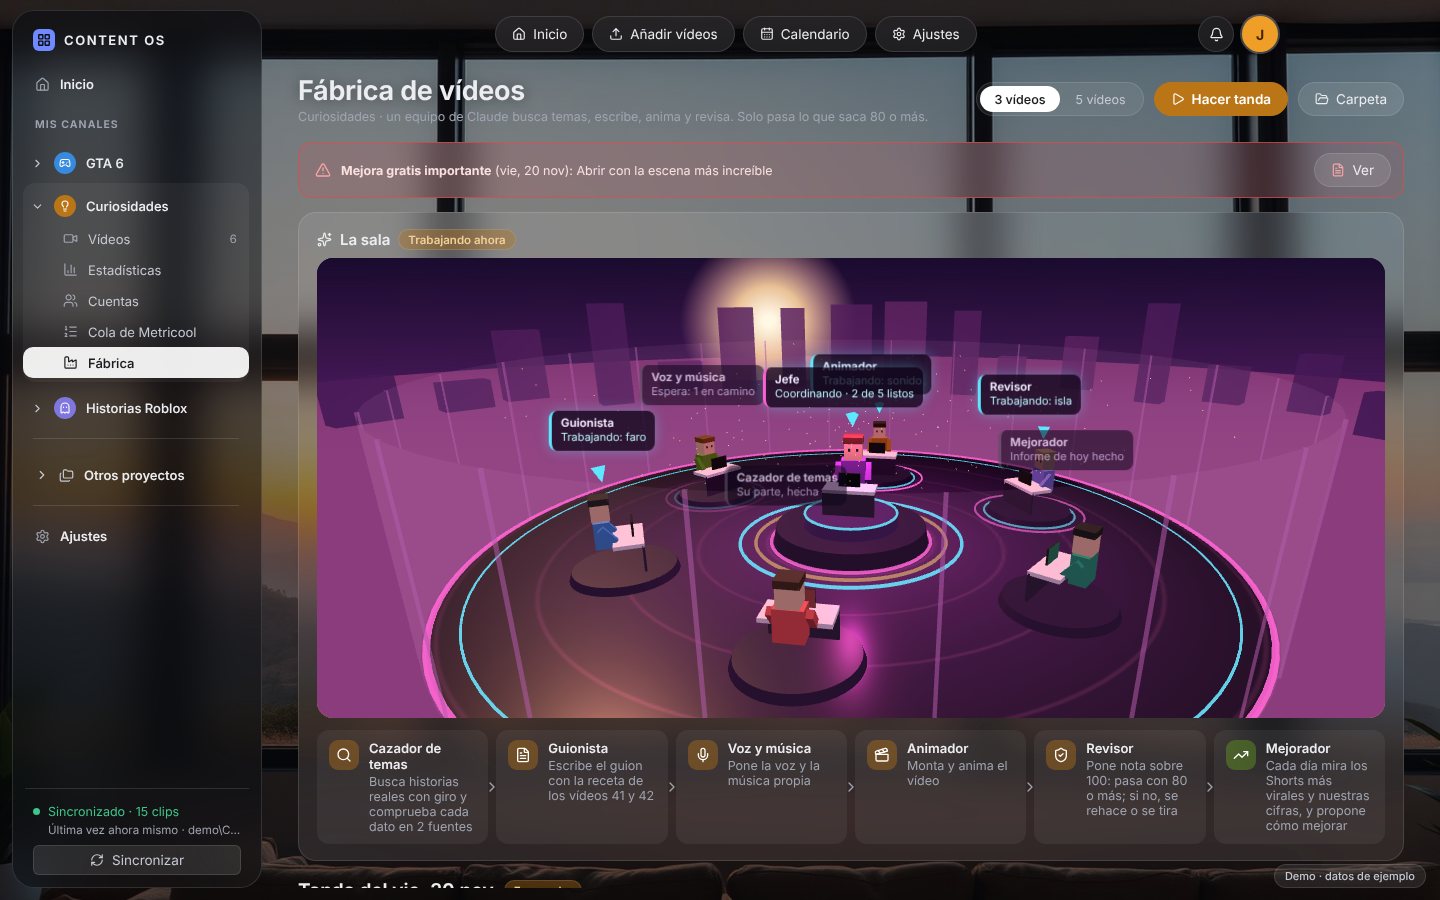 CONTENT OS
Inicio
MIS CANALES
GTA 6
Curiosidades
Vídeos 6
Estadísticas
Cuentas
Cola de Metricool
Fábrica
Historias Roblox
Otros proyectos
Ajustes
Sincronizado · 15 clips
Última vez ahora mismo · demo\C...
Sincronizar
Inicio
Añadir vídeos
Calendario
Ajustes
J
Fábrica de vídeos
Curiosidades · un equipo de Claude busca temas, escribe, anima y revisa. Solo pasa lo que saca 80 o más.
3 vídeos
5 vídeos
Hacer tanda
Carpeta
Mejora gratis importante (vie, 20 nov): Abrir con la escena más increíble
Ver
La sala
Trabajando ahora
Voz y música
Espera: 1 en camino
Animador
Trabajando: sonido
Jefe
Coordinando · 2 de 5 listos
Revisor
Trabajando: isla
Guionista
Trabajando: faro
Mejorador
Informe de hoy hecho
Cazador de temas
Su parte, hecha
Cazador de
temas
Busca historias
reales con giro y
comprueba cada
dato en 2 fuentes
Guionista
Escribe el guion
con la receta de
los vídeos 41 y 42
Voz y música
Pone la voz y la
música propia
Animador
Monta y anima el
vídeo
Revisor
Pone nota sobre
100: pasa con 80
o más; si no, se
rehace o se tira
Mejorador
Cada día mira los
Shorts más
virales y nuestras
cifras, y propone
cómo mejorar
Tanda del vie, 20 nov
Demo · datos de ejemplo